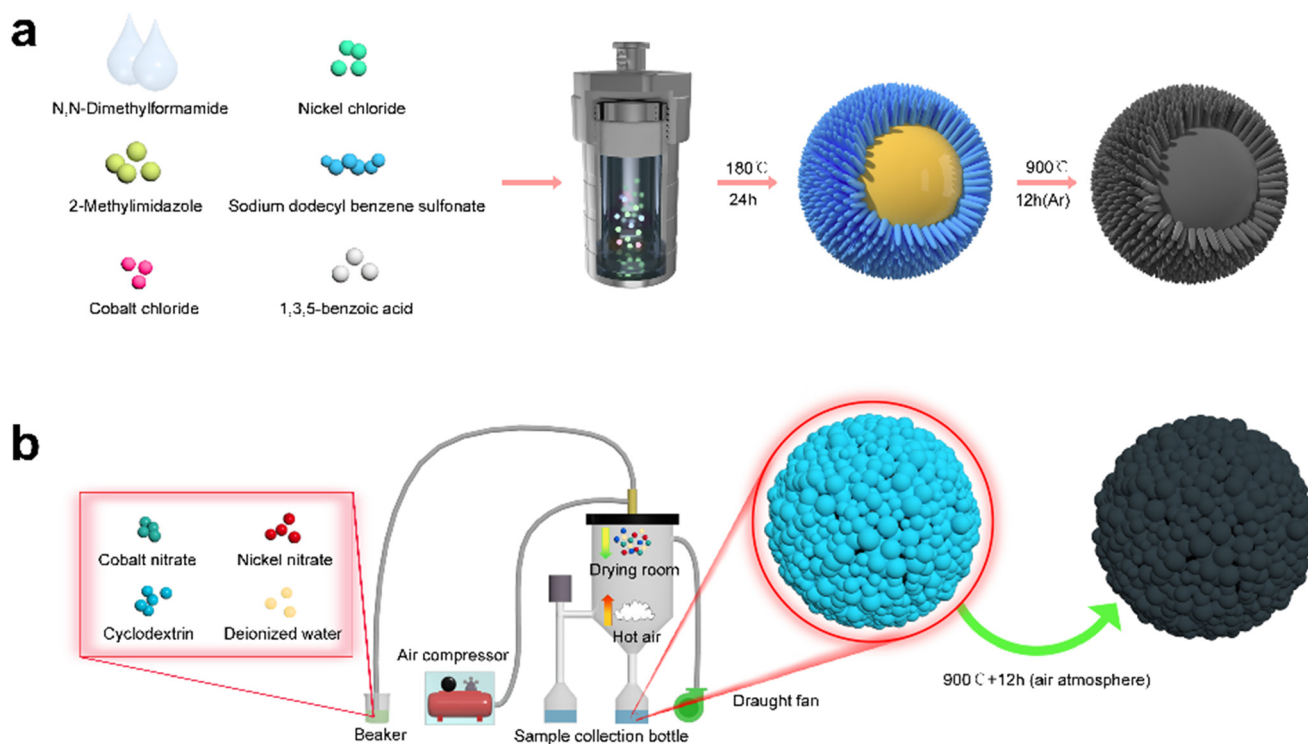 a
N,N-Dimethylformamide
Nickel chloride
2-Methylimidazole
Sodium dodecyl benzene sulfonate
Cobalt chloride
1,3,5-benzoic acid
180℃
24h
900℃
12h(Ar)
b
Cobalt nitrate
Nickel nitrate
Cyclodextrin
Deionized water
Beaker
Air compressor
Drying room
Hot air
Sample collection bottle
Draught fan
900℃+12h (air atmosphere)